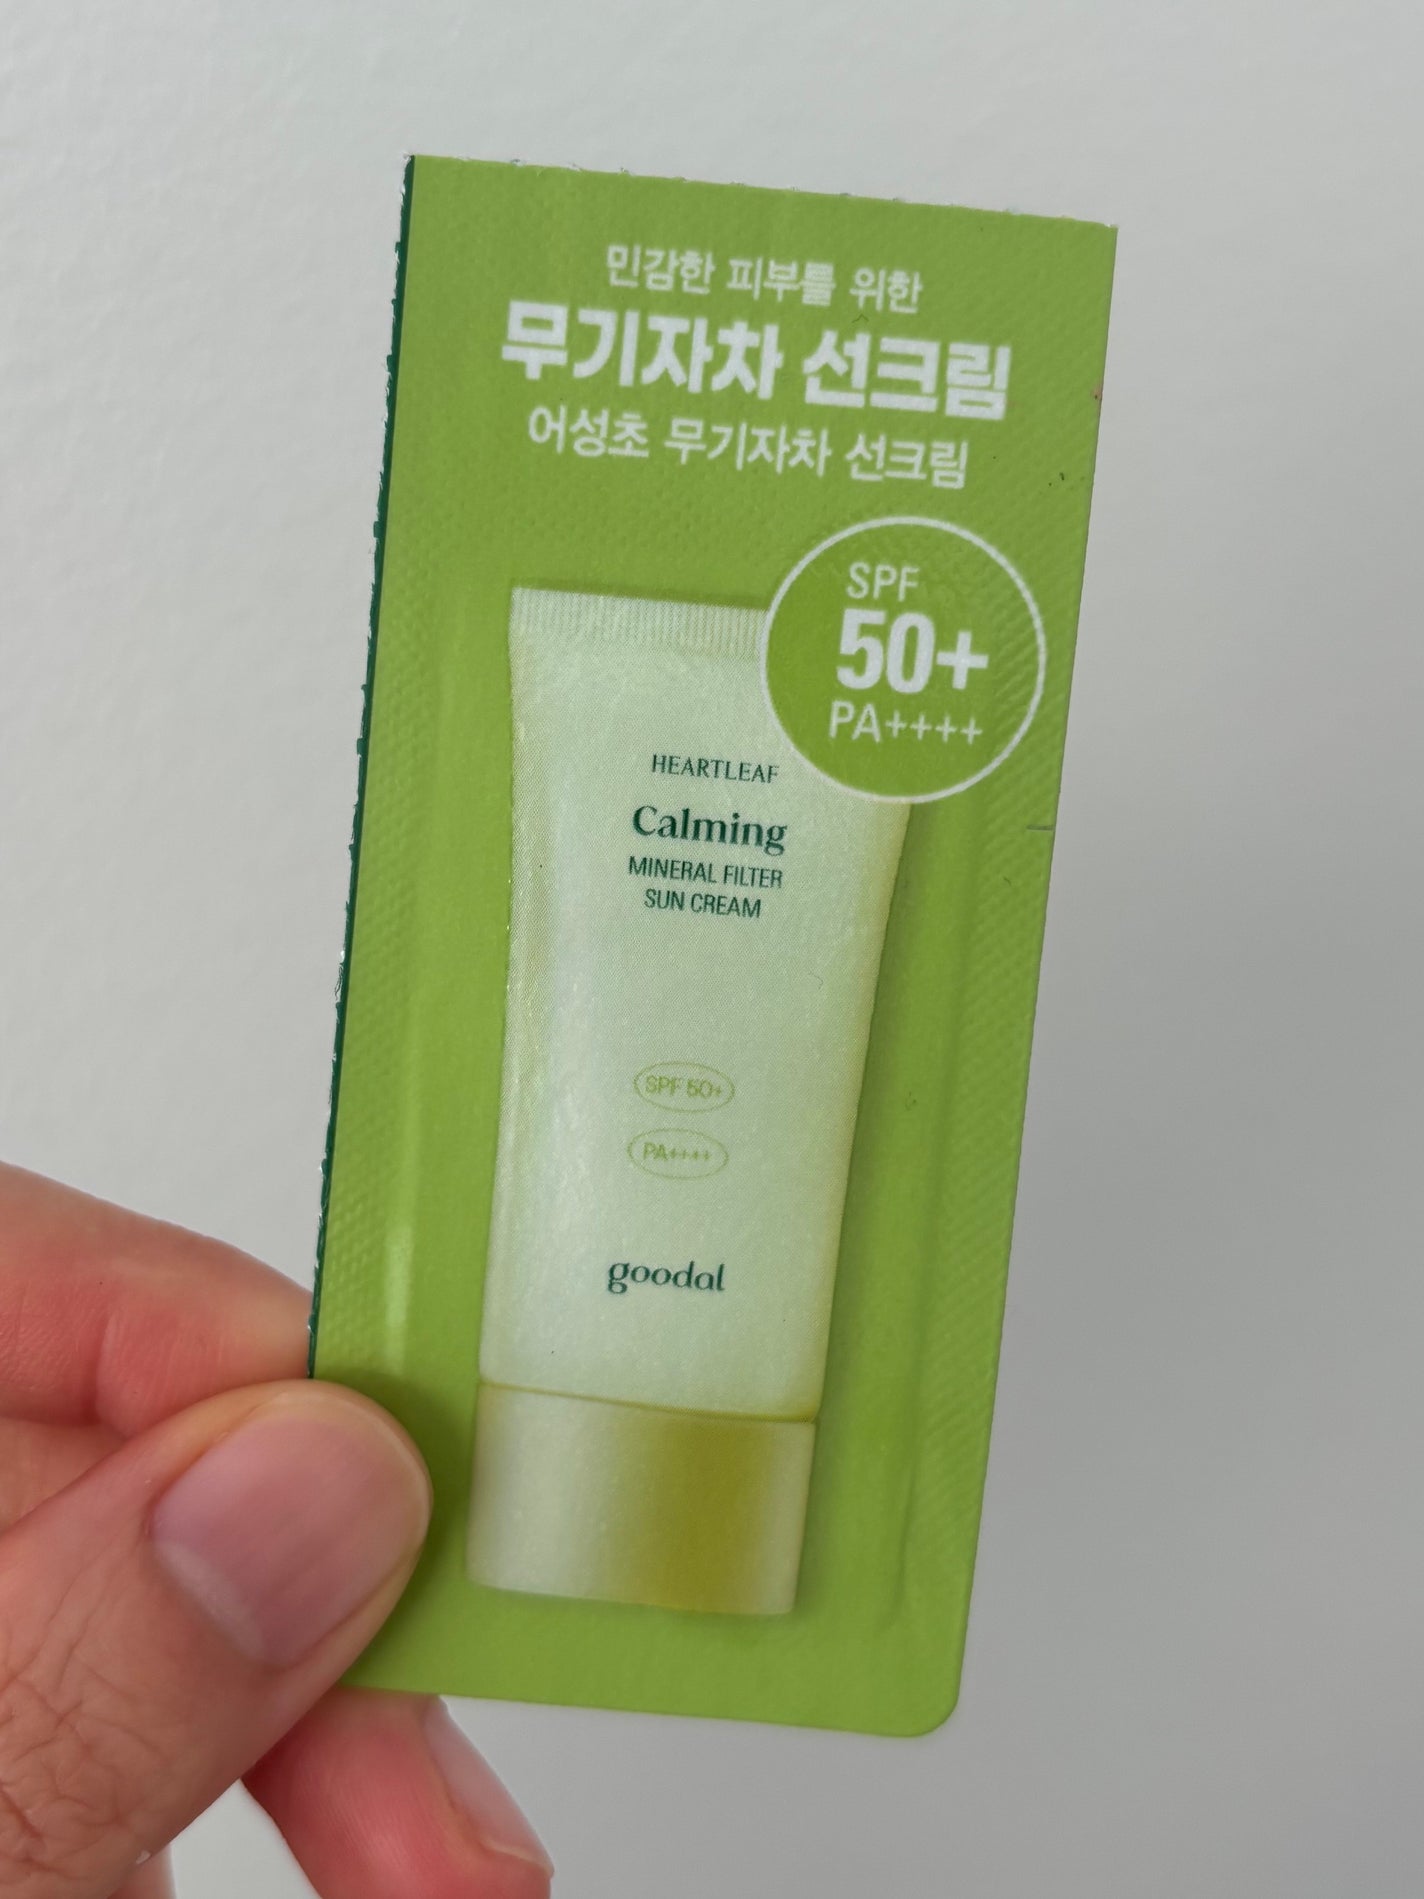 민감한 피부를 위한
무기자차 선크림
어성초 무기자차 선크림
SPF
50+
PA++++
HEARTLEAF
Calming
MINERAL FILTER
SUN CREAM
SPF 50+
PA++++
goodal